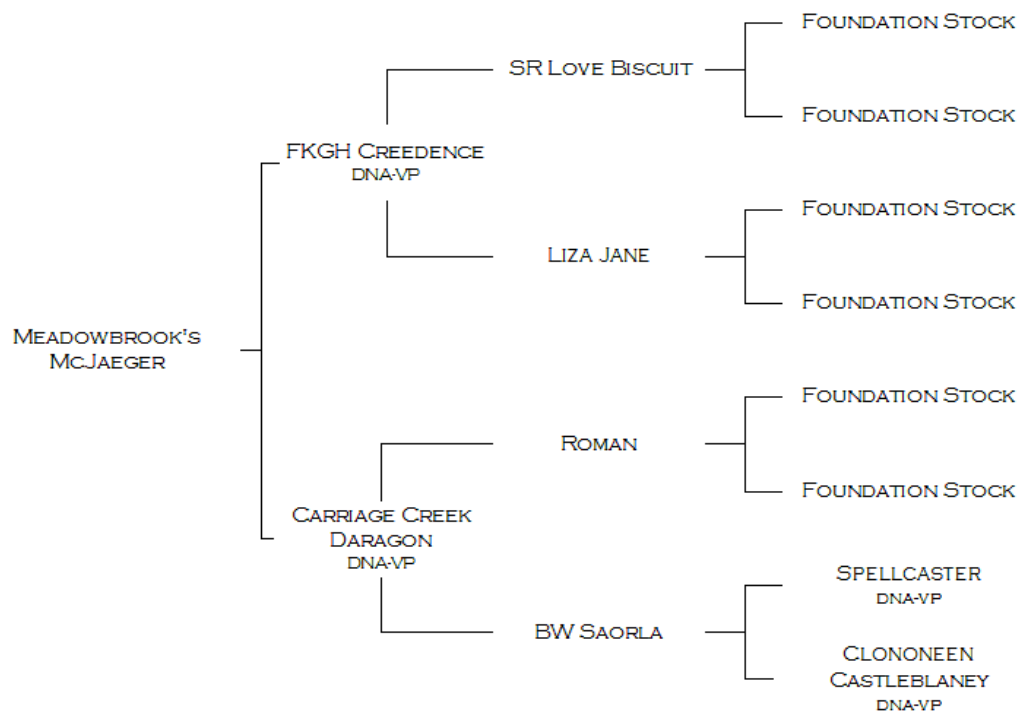 Foundation Stock
SR Love Biscuit
Foundation Stock
FKGH Creedence
DNA-VP
Foundation Stock
Liza Jane
Foundation Stock
Meadowbrook's
McJaeger
Foundation Stock
Roman
Foundation Stock
Carriage Creek
Daragon
DNA-VP
Spellcaster
DNA-VP
BW Saorla
Clononeen
Castleblaney
DNA-VP